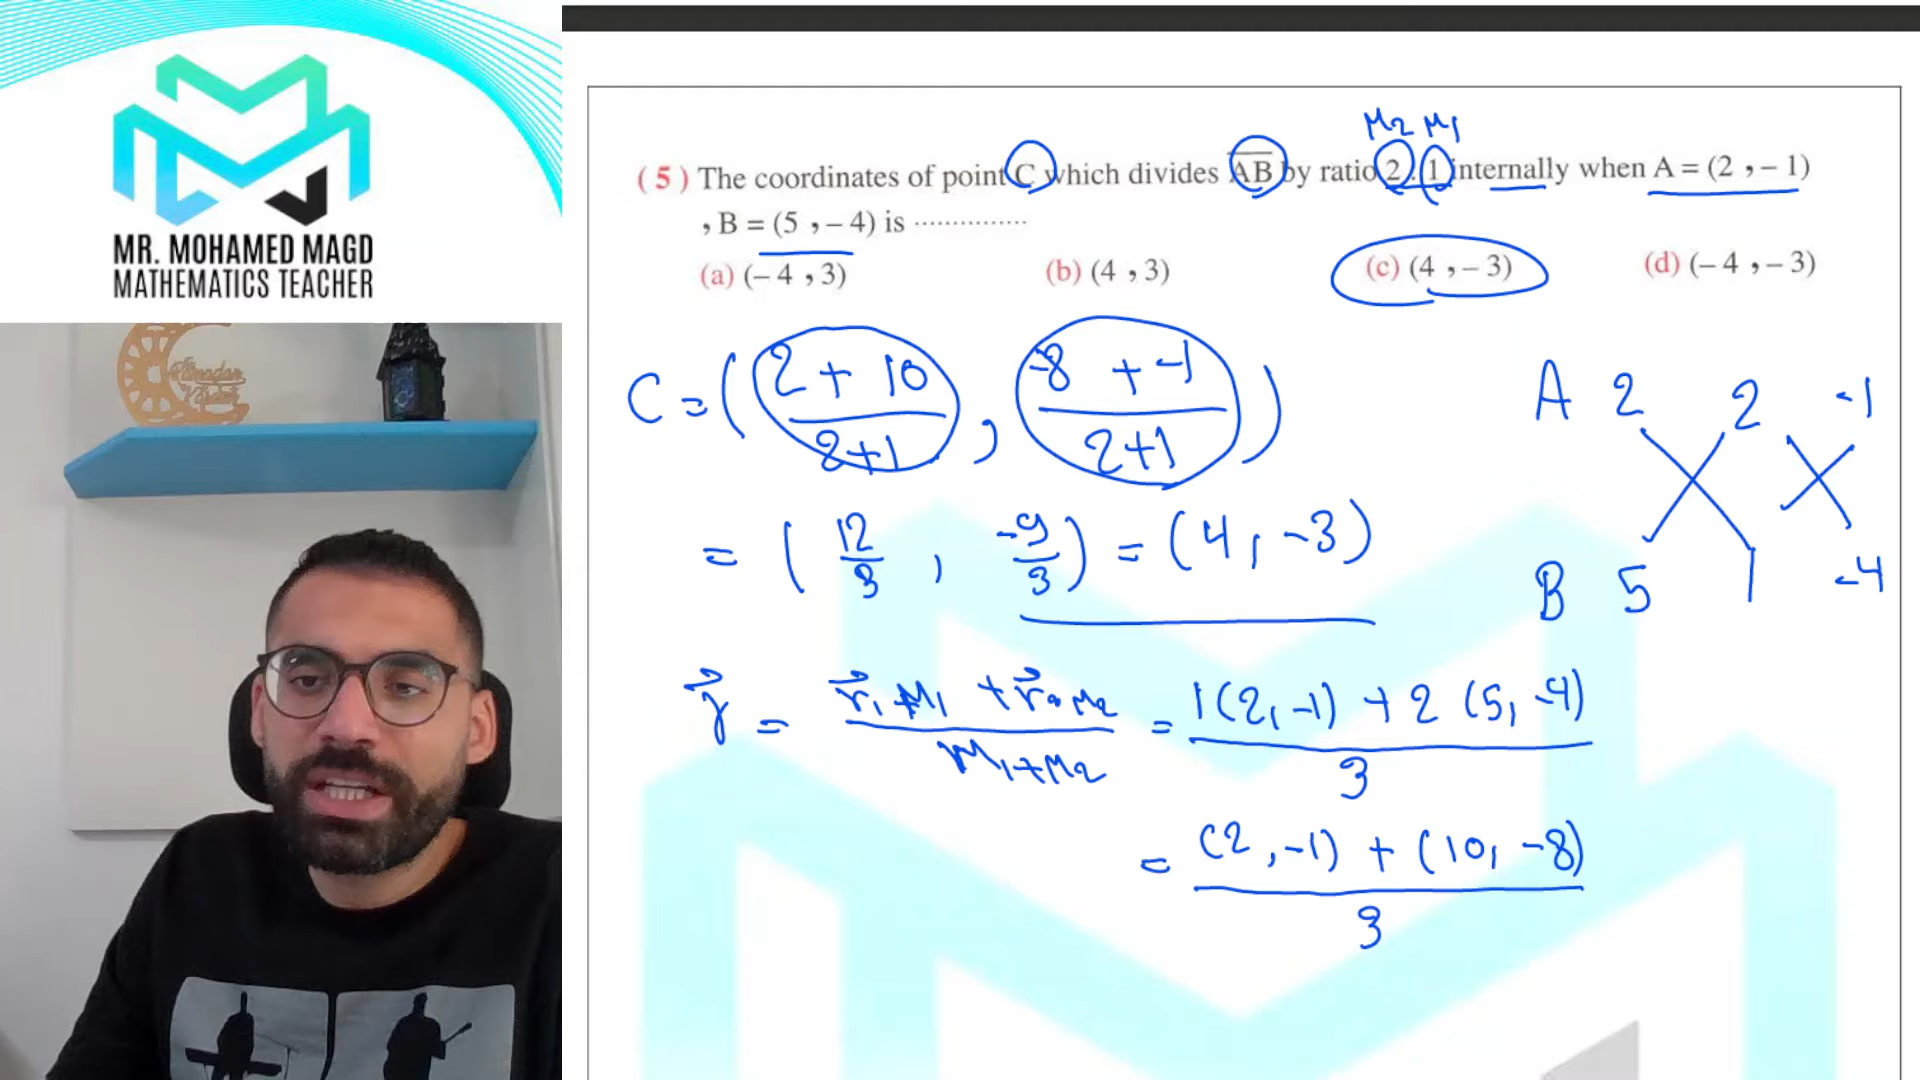 MR. MOHAMED MAGD
MATHEMATICS TEACHER
M2 M1
( 5 ) The coordinates of point C which divides AB by ratio 2 : 1 internally when A = (2 , – 1)
, B = (5 , – 4) is ...............
(a) (– 4 , 3) (b) (4 , 3) (c) (4 , – 3) (d) (– 4 , – 3)
C = ( 2 + 10 / 2+1 , -8 + -1 / 2+1 )
A 2 2 -1
= ( 12/3 , -9/3 ) = (4, -3)
B 5 1 -4
r = r1 M1 + r2 M2 / M1+M2 = 1(2, -1) + 2 (5, -4) / 3
= (2, -1) + (10, -8) / 3